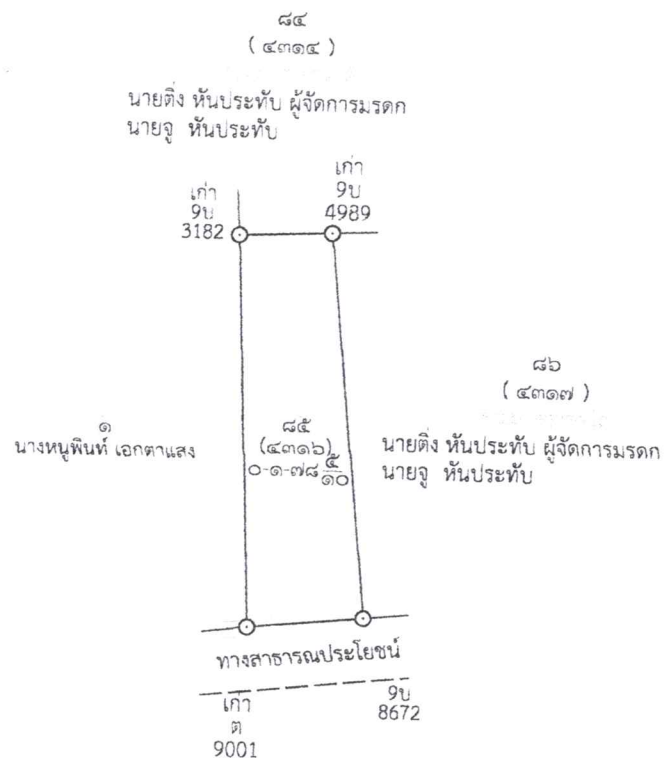 ๘๔
( ๔๓๑๔ )
นายติ่ง หันประทับ ผู้จัดการมรดก
นายจู หันประทับ
เก่า
9บ
3182
เก่า
9บ
4989
๑
นางหนูพินท์ เอกตาแสง
๘๕
(๔๓๑๖)
๐-๑-๗๘ ๕/๑๐
๘๖
( ๔๓๑๗ )
นายติ่ง หันประทับ ผู้จัดการมรดก
นายจู หันประทับ
ทางสาธารณประโยชน์
เก่า
ต
9001
9บ
8672